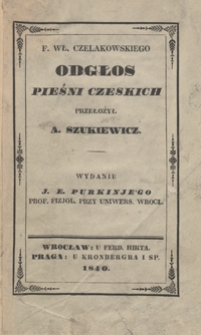 F. WŁ. CZELAKOWSKIEGO
ODGŁOS
PIEŚNI CZESKICH
PRZEŁOŻYŁ
A. SZUKIEWICZ.
WYDANIE
J. E. PURKINJEGO
PROF. FIZJOL. PRZY UNIWERS. WROCŁ.
WROCŁAW: U FERD. HIRTA.
PRAGA: U KRONBERGRA I SP.
1840.